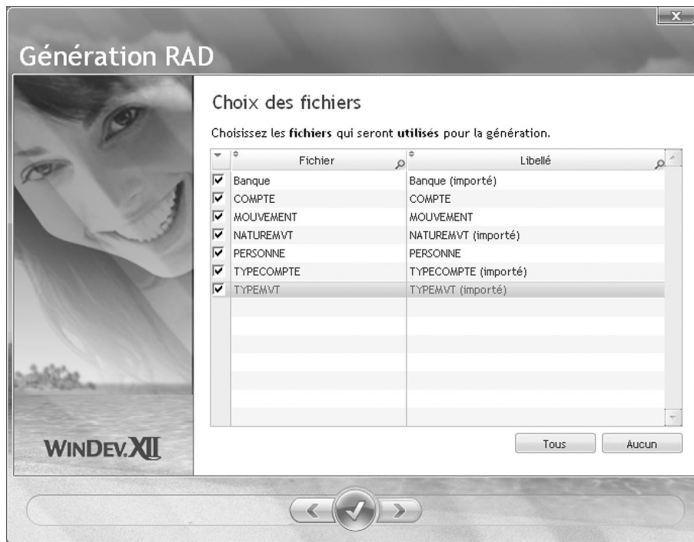 Génération RAD
Choix des fichiers
Choisissez les fichiers qui seront utilisés pour la génération.
Fichier Libellé
Banque Banque (importé)
COMPTE COMPTE
MOUVEMENT MOUVEMENT
NATUREMVT NATUREMVT (importé)
PERSONNE PERSONNE
TYPECOMPTE TYPECOMPTE (importé)
TYPEMVT TYPEMVT (importé)
Tous Aucun
WINDEV.XII